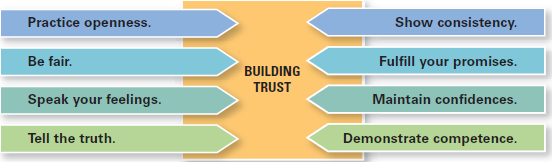 Practice openness.
Be fair.
Speak your feelings.
Tell the truth.
BUILDING
TRUST
Show consistency.
Fulfill your promises.
Maintain confidences.
Demonstrate competence.